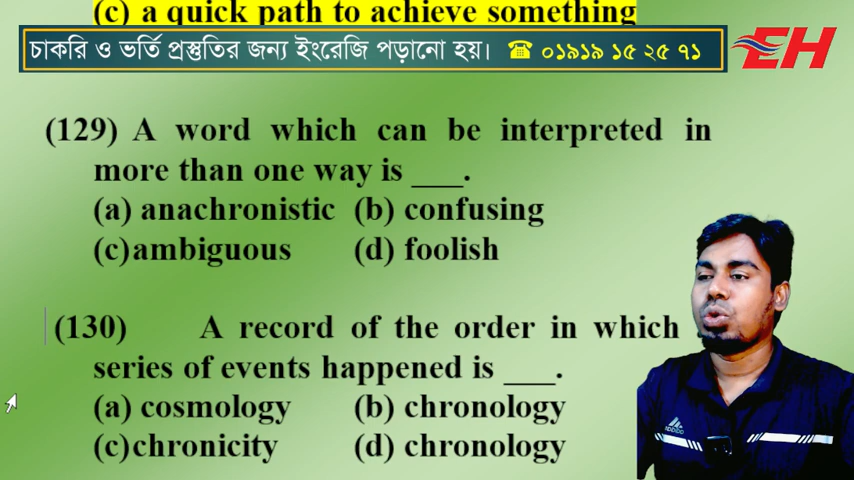 (c) a quick path to achieve something
চাকরি ও ভর্তি প্রস্তুতির জন্য ইংরেজি পড়ানো হয়। ☎ ০১৯১৯ ১৫ ২৫ ৭১
EH
(129) A word which can be interpreted in
more than one way is ___.
(a) anachronistic (b) confusing
(c)ambiguous (d) foolish
(130) A record of the order in which
series of events happened is ___.
(a) cosmology (b) chronology
(c)chronicity (d) chronology